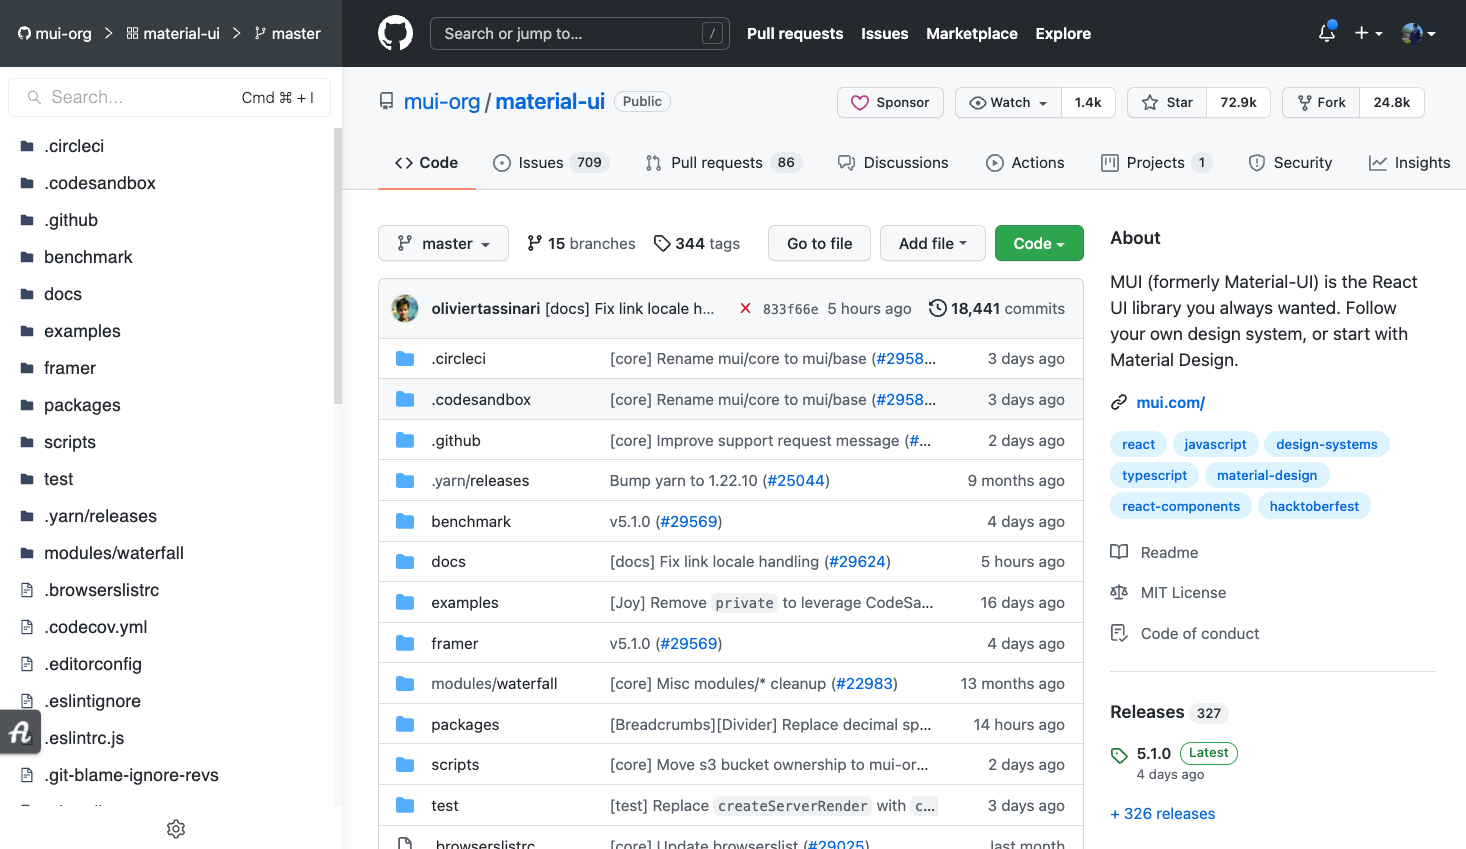 mui-org > material-ui > master
Search or jump to... /
Pull requests Issues Marketplace Explore
Search... Cmd ⌘ + I
.circleci
.codesandbox
.github
benchmark
docs
examples
framer
packages
scripts
test
.yarn/releases
modules/waterfall
.browserslistrc
.codecov.yml
.editorconfig
.eslintignore
.eslintrc.js
.git-blame-ignore-revs
mui-org / material-ui Public
Sponsor Watch 1.4k Star 72.9k Fork 24.8k
Code Issues 709 Pull requests 86 Discussions Actions Projects 1 Security Insights
master 15 branches 344 tags Go to file Add file Code
oliviertassinari [docs] Fix link locale h... 833f66e 5 hours ago 18,441 commits
.circleci [core] Rename mui/core to mui/base (#2958... 3 days ago
.codesandbox [core] Rename mui/core to mui/base (#2958... 3 days ago
.github [core] Improve support request message (#... 2 days ago
.yarn/releases Bump yarn to 1.22.10 (#25044) 9 months ago
benchmark v5.1.0 (#29569) 4 days ago
docs [docs] Fix link locale handling (#29624) 5 hours ago
examples [Joy] Remove private to leverage CodeSa... 16 days ago
framer v5.1.0 (#29569) 4 days ago
modules/waterfall [core] Misc modules/* cleanup (#22983) 13 months ago
packages [Breadcrumbs][Divider] Replace decimal sp... 14 hours ago
scripts [core] Move s3 bucket ownership to mui-or... 2 days ago
test [test] Replace createServerRender with c... 3 days ago
.browserslistrc [core] Update browserslist (#29025) last month
About
MUI (formerly Material-UI) is the React
UI library you always wanted. Follow
your own design system, or start with
Material Design.
mui.com/
react javascript design-systems
typescript material-design
react-components hacktoberfest
Readme
MIT License
Code of conduct
Releases 327
5.1.0 Latest
4 days ago
+ 326 releases